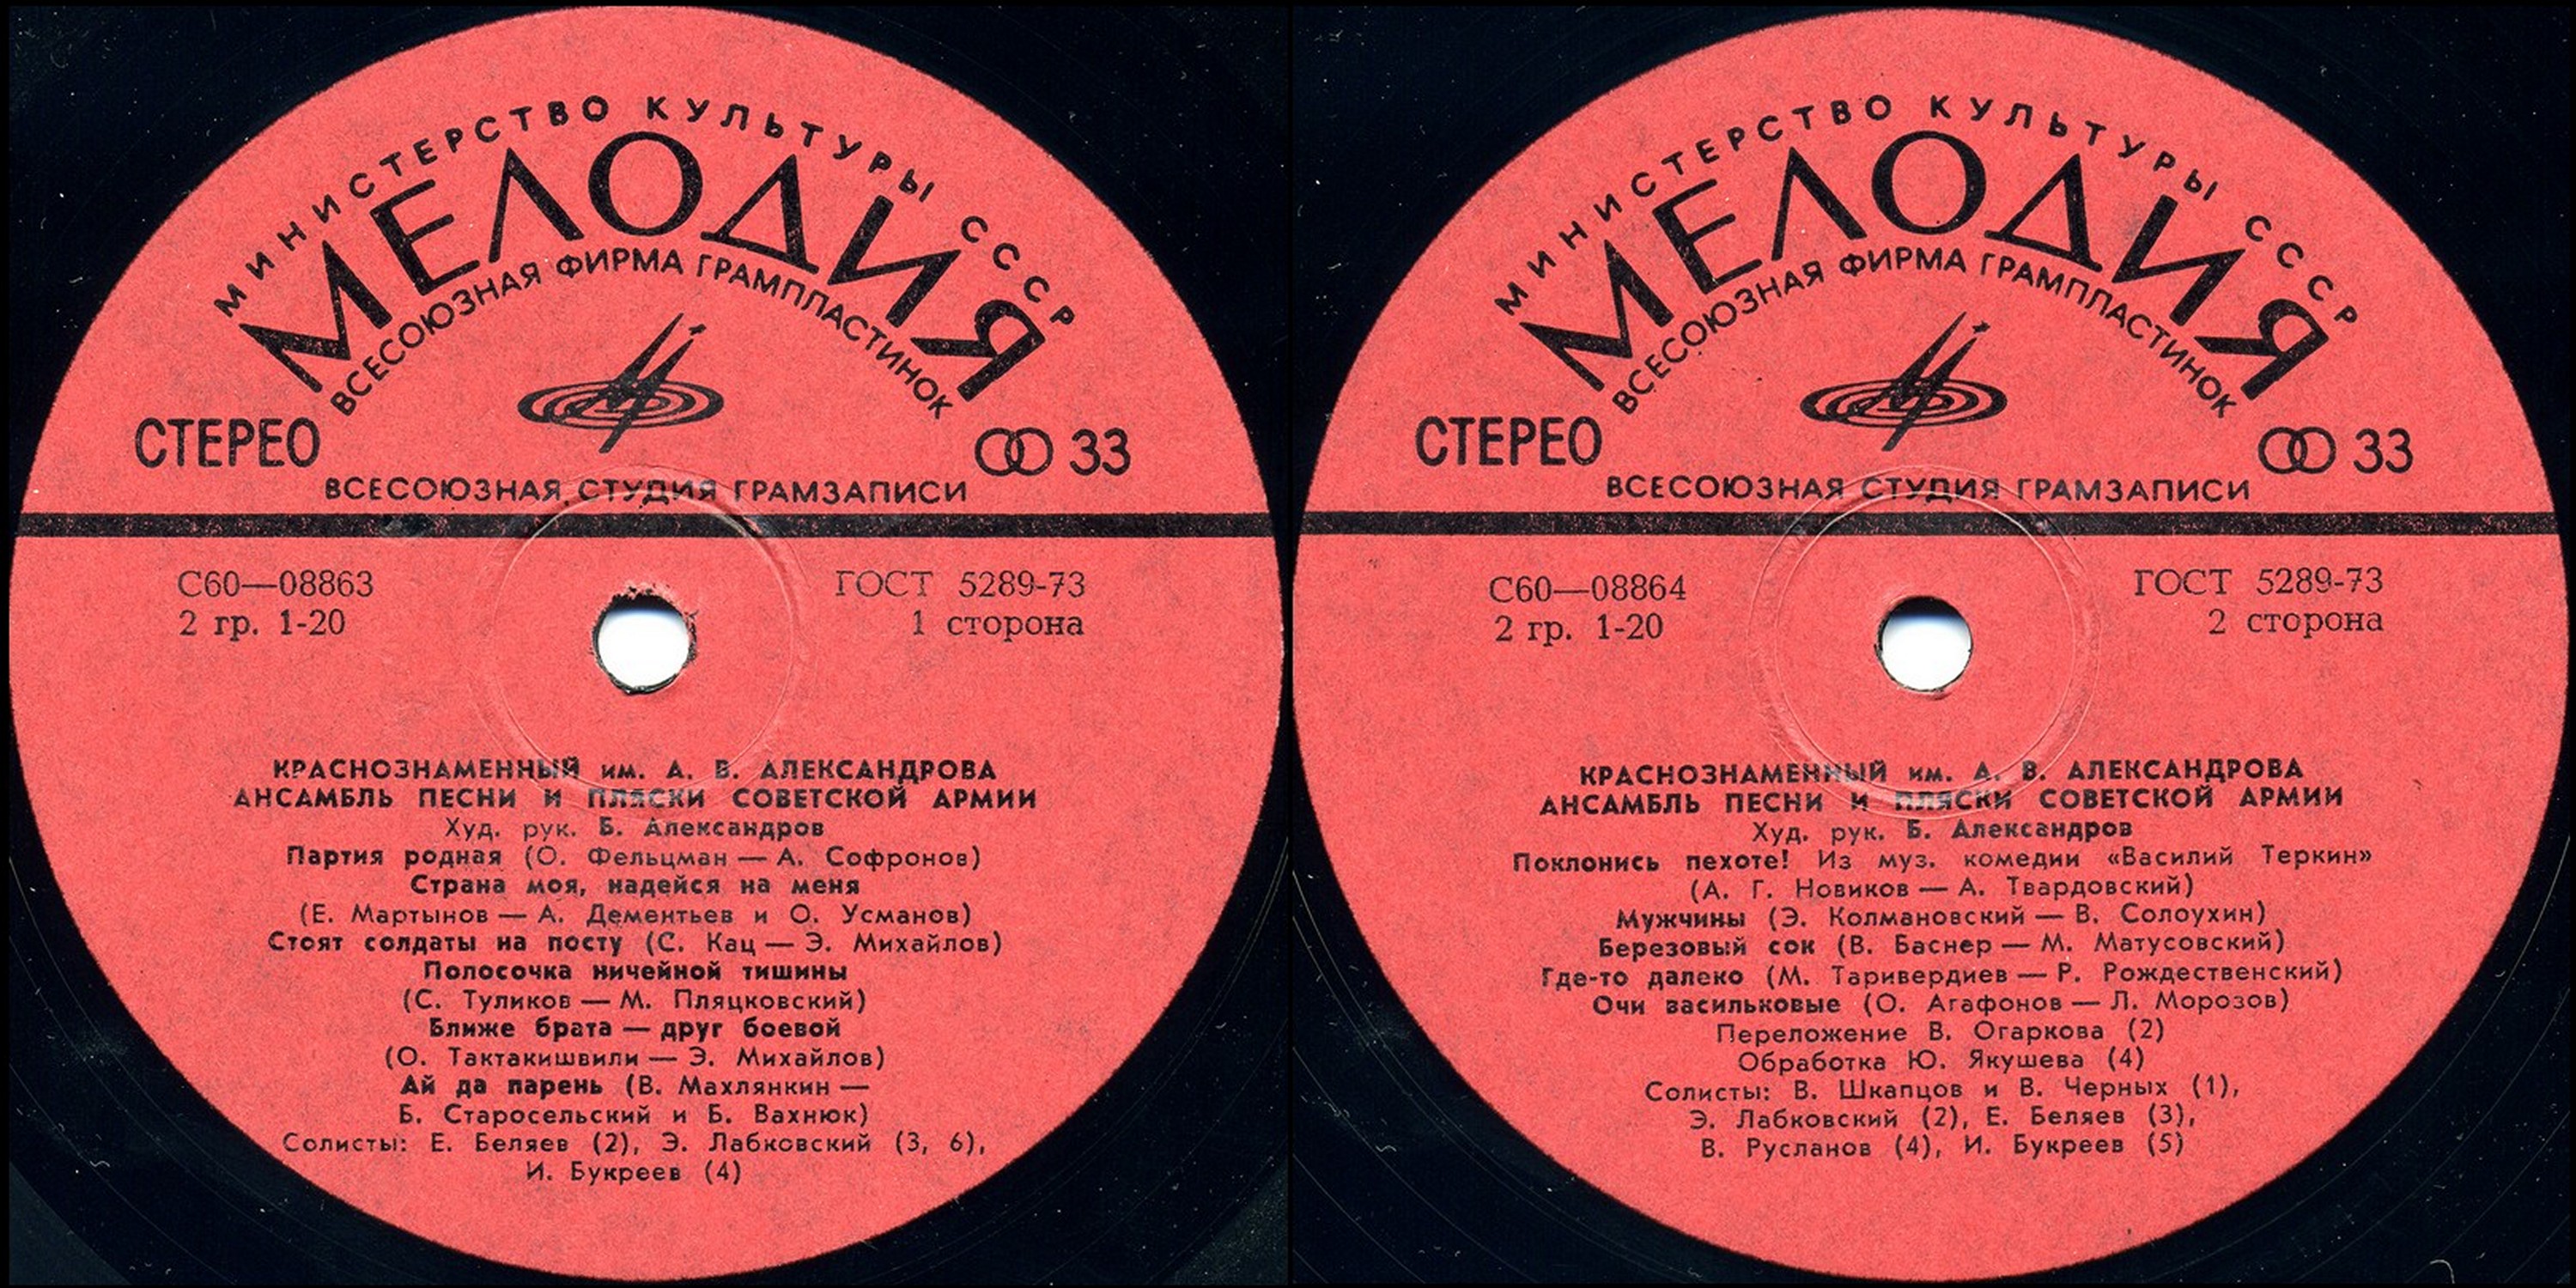 МИНИСТЕРСТВО КУЛЬТУРЫ СССР
МЕЛОДИЯ
ВСЕСОЮЗНАЯ ФИРМА ГРАМПЛАСТИНОК
СТЕРЕО
33
ВСЕСОЮЗНАЯ СТУДИЯ ГРАМЗАПИСИ
С60—08863
ГОСТ 5289-73
2 гр. 1-20
1 сторона
КРАСНОЗНАМЕННЫЙ им. А. В. АЛЕКСАНДРОВА
АНСАМБЛЬ ПЕСНИ И ПЛЯСКИ СОВЕТСКОЙ АРМИИ
Худ. рук. Б. Александров
Партия родная (О. Фельцман — А. Софронов)
Страна моя, надейся на меня
(Е. Мартынов — А. Дементьев и О. Усманов)
Стоят солдаты на посту (С. Кац — Э. Михайлов)
Полосочка ничейной тишины
(С. Туликов — М. Пляцковский)
Ближе брата — друг боевой
(О. Тактакишвили — Э. Михайлов)
Ай да парень (В. Махлянкин —
Б. Старосельский и Б. Вахнюк)
Солисты: Е. Беляев (2), Э. Лабковский (3, 6),
И. Букреев (4)
МИНИСТЕРСТВО КУЛЬТУРЫ СССР
МЕЛОДИЯ
ВСЕСОЮЗНАЯ ФИРМА ГРАМПЛАСТИНОК
СТЕРЕО
33
ВСЕСОЮЗНАЯ СТУДИЯ ГРАМЗАПИСИ
С60—08864
ГОСТ 5289-73
2 гр. 1-20
2 сторона
КРАСНОЗНАМЕННЫЙ им. А. В. АЛЕКСАНДРОВА
АНСАМБЛЬ ПЕСНИ И ПЛЯСКИ СОВЕТСКОЙ АРМИИ
Худ. рук. Б. Александров
Поклонись пехоте! Из муз. комедии «Василий Теркин»
(А. Г. Новиков — А. Твардовский)
Мужчины (Э. Колмановский — В. Солоухин)
Березовый сок (В. Баснер — М. Матусовский)
Где-то далеко (М. Таривердиев — Р. Рождественский)
Очи васильковые (О. Агафонов — Л. Морозов)
Переложение В. Огаркова (2)
Обработка Ю. Якушева (4)
Солисты: В. Шкапцов и В. Черных (1),
Э. Лабковский (2), Е. Беляев (3),
В. Русланов (4), И. Букреев (5)